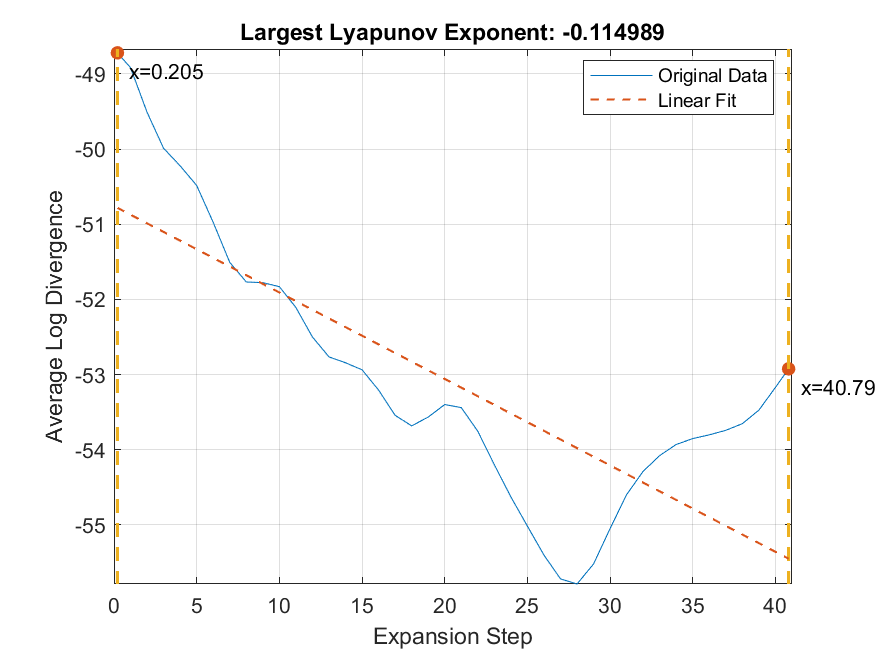 Largest Lyapunov Exponent: -0.114989
x=0.205
Original Data
Linear Fit
-49
-50
-51
-52
-53
-54
-55
Average Log Divergence
x=40.79
0 5 10 15 20 25 30 35 40
Expansion Step